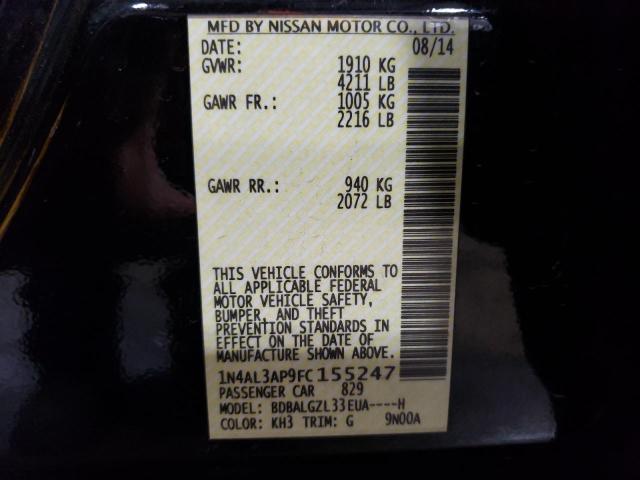 MFD BY NISSAN MOTOR CO., LTD.
DATE: 08/14
GVWR: 1910 KG
4211 LB
GAWR FR.: 1005 KG
2216 LB
GAWR RR.: 940 KG
2072 LB
THIS VEHICLE CONFORMS TO
ALL APPLICABLE FEDERAL
MOTOR VEHICLE SAFETY,
BUMPER, AND THEFT
PREVENTION STANDARDS IN
EFFECT ON THE DATE OF
MANUFACTURE SHOWN ABOVE.
1N4AL3AP9FC155247
PASSENGER CAR 829
MODEL: BDBALGZL33EUA----H
COLOR: KH3 TRIM: G 9N00A